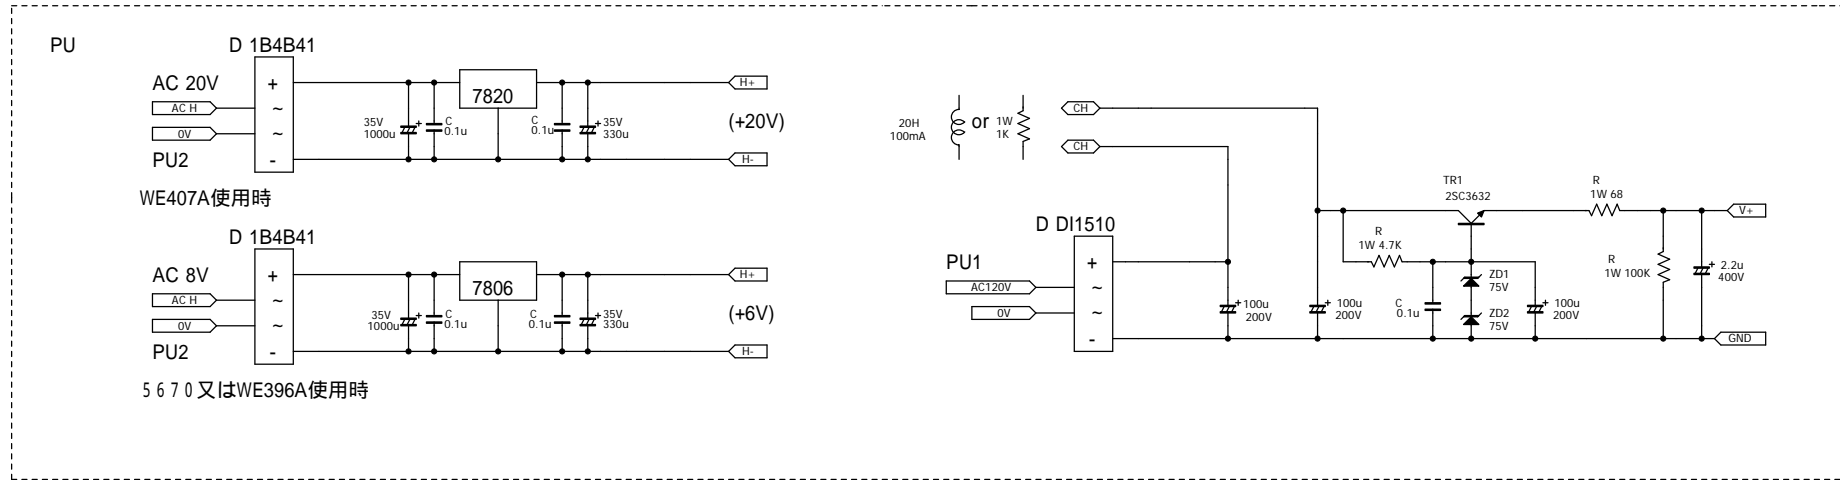 PU
D 1B4B41
AC 20V
AC H
0V
PU2
+
~
~
-
7820
35V
1000u
+
C
0.1u
C
0.1u
+
35V
330u
H+
(+20V)
H-
WE407A使用時
D 1B4B41
AC 8V
AC H
0V
PU2
+
~
~
-
7806
35V
1000u
+
C
0.1u
C
0.1u
+
35V
330u
H+
(+6V)
H-
５６７０又はWE396A使用時
20H
100mA
or
1W
1K
CH
CH
D DI1510
PU1
AC120V
0V
+
~
~
-
+
100u
200V
+
100u
200V
R
1W 4.7K
TR1
2SC3632
C
0.1u
ZD1
75V
ZD2
75V
+
100u
200V
R
1W 68
R
1W 100K
+
2.2u
400V
V+
GND